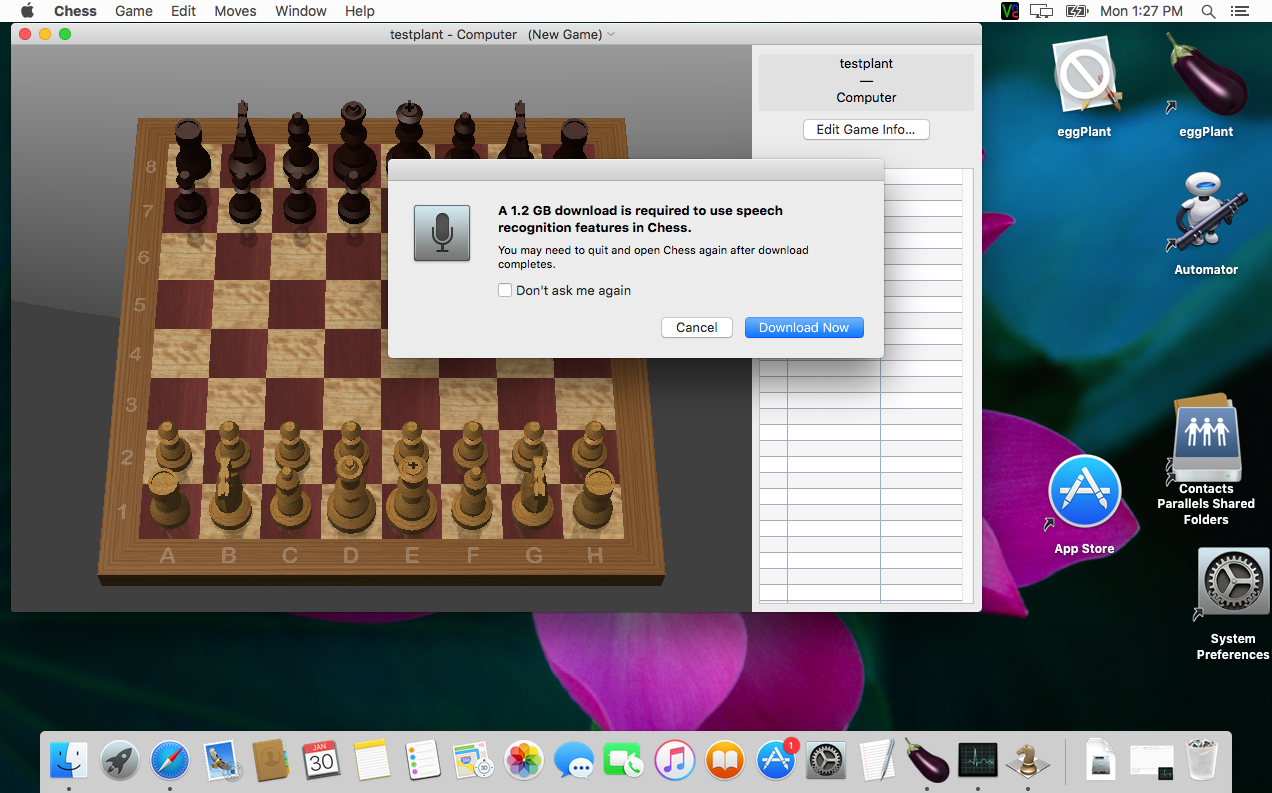 Chess Game Edit Moves Window Help
Mon 1:27 PM
testplant - Computer (New Game)
testplant
—
Computer
Edit Game Info...
A 1.2 GB download is required to use speech
recognition features in Chess.
You may need to quit and open Chess again after download
completes.
Don't ask me again
Cancel
Download Now
8
7
6
5
4
3
2
1
A B C D E F G H
eggPlant
eggPlant
Automator
Contacts
Parallels Shared
Folders
App Store
System
Preferences
JAN
30
1